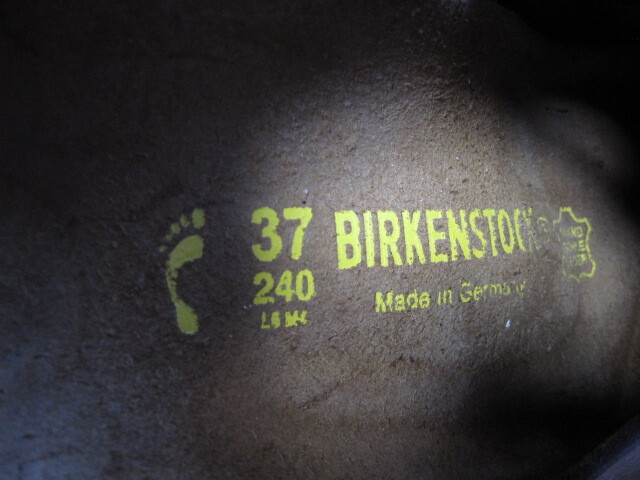 37
240
L6 M4
BIRKENSTOCK®
Made in Germany